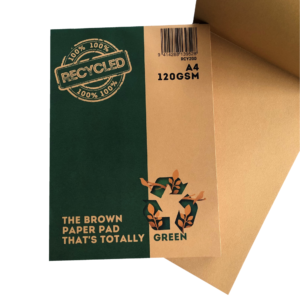 100% 100%
RECYCLED
100% 100%
A4
120GSM
THE BROWN
PAPER PAD
THAT'S TOTALLY GREEN